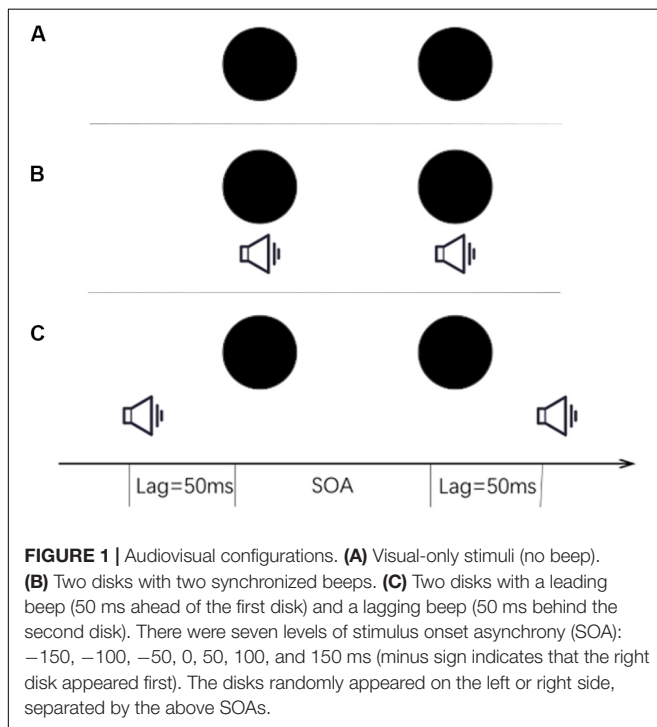 A
B
C
Lag=50ms SOA Lag=50ms
FIGURE 1 | Audiovisual configurations. (A) Visual-only stimuli (no beep).
(B) Two disks with two synchronized beeps. (C) Two disks with a leading
beep (50 ms ahead of the first disk) and a lagging beep (50 ms behind the
second disk). There were seven levels of stimulus onset asynchrony (SOA):
−150, −100, −50, 0, 50, 100, and 150 ms (minus sign indicates that the right
disk appeared first). The disks randomly appeared on the left or right side,
separated by the above SOAs.